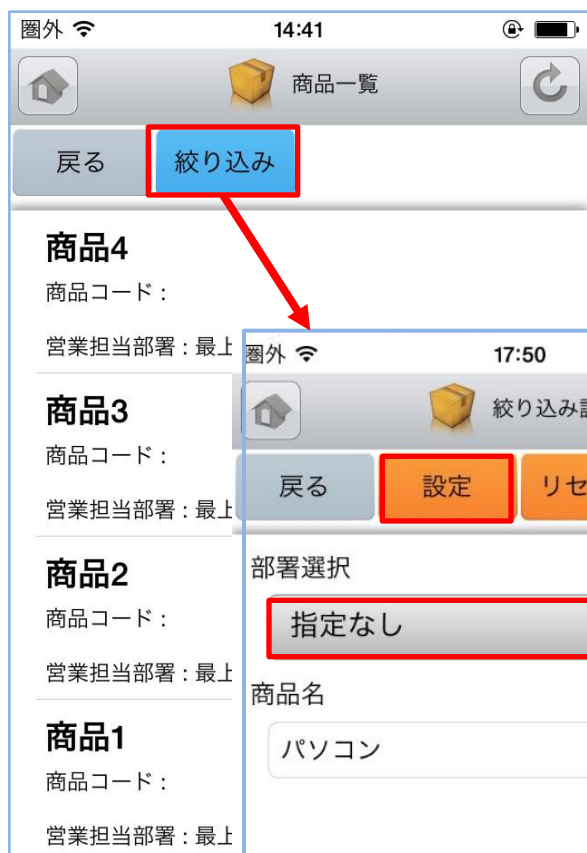 圏外 14:41
商品一覧
戻る 絞り込み
商品4
商品コード :
営業担当部署 : 最上
商品3
商品コード :
営業担当部署 : 最上
商品2
商品コード :
営業担当部署 : 最上
商品1
商品コード :
営業担当部署 : 最上
圏外 17:50
絞り込み
戻る 設定 リセ
部署選択
指定なし
商品名
パソコン